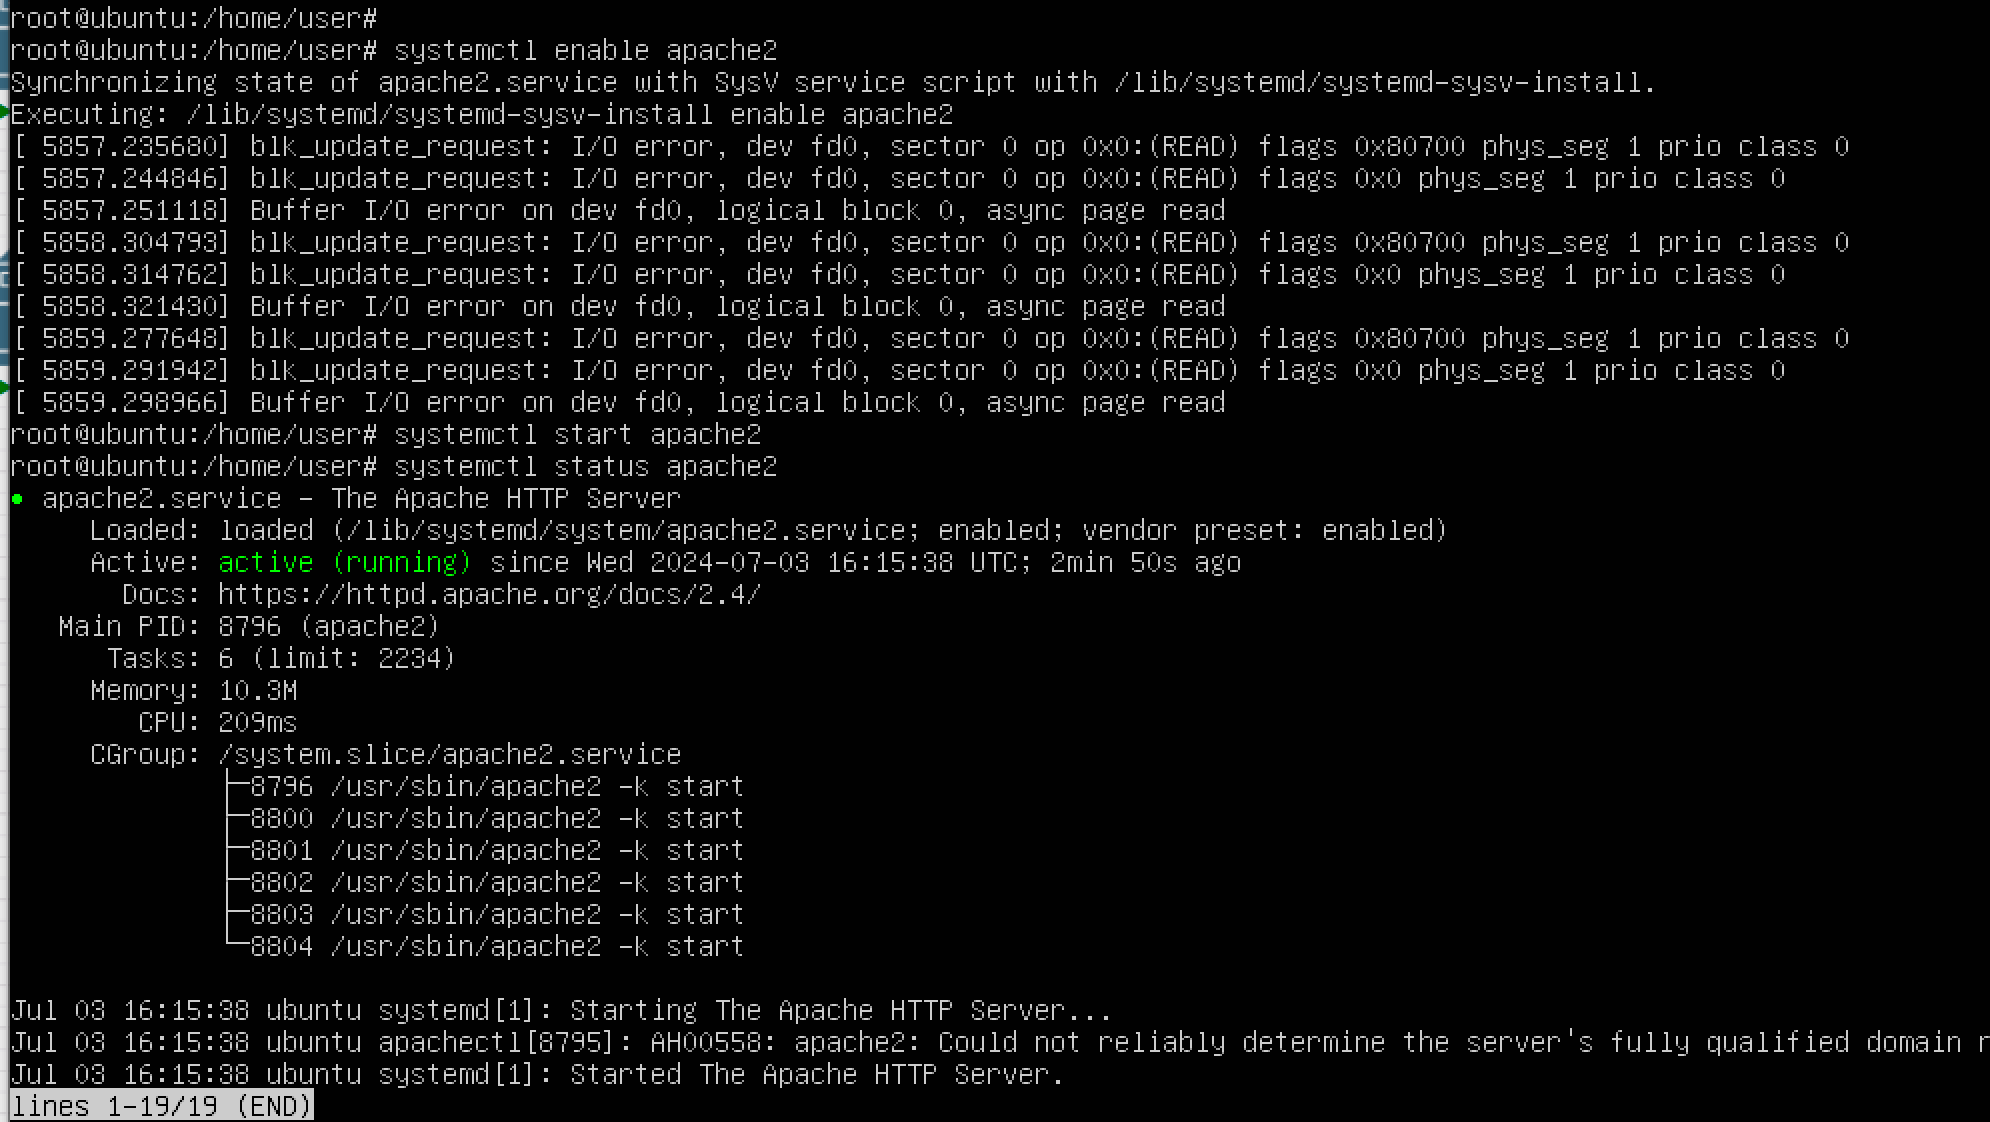 root@ubuntu:/home/user#
root@ubuntu:/home/user# systemctl enable apache2
Synchronizing state of apache2.service with SysV service script with /lib/systemd/systemd-sysv-install.
Executing: /lib/systemd/systemd-sysv-install enable apache2
[ 5857.235680] blk_update_request: I/O error, dev fd0, sector 0 op 0x0:(READ) flags 0x80700 phys_seg 1 prio class 0
[ 5857.244846] blk_update_request: I/O error, dev fd0, sector 0 op 0x0:(READ) flags 0x0 phys_seg 1 prio class 0
[ 5857.251118] Buffer I/O error on dev fd0, logical block 0, async page read
[ 5858.304793] blk_update_request: I/O error, dev fd0, sector 0 op 0x0:(READ) flags 0x80700 phys_seg 1 prio class 0
[ 5858.314762] blk_update_request: I/O error, dev fd0, sector 0 op 0x0:(READ) flags 0x0 phys_seg 1 prio class 0
[ 5858.321430] Buffer I/O error on dev fd0, logical block 0, async page read
[ 5859.277648] blk_update_request: I/O error, dev fd0, sector 0 op 0x0:(READ) flags 0x80700 phys_seg 1 prio class 0
[ 5859.291942] blk_update_request: I/O error, dev fd0, sector 0 op 0x0:(READ) flags 0x0 phys_seg 1 prio class 0
[ 5859.298966] Buffer I/O error on dev fd0, logical block 0, async page read
root@ubuntu:/home/user# systemctl start apache2
root@ubuntu:/home/user# systemctl status apache2
● apache2.service - The Apache HTTP Server
     Loaded: loaded (/lib/systemd/system/apache2.service; enabled; vendor preset: enabled)
     Active: active (running) since Wed 2024-07-03 16:15:38 UTC; 2min 50s ago
       Docs: https://httpd.apache.org/docs/2.4/
   Main PID: 8796 (apache2)
      Tasks: 6 (limit: 2234)
     Memory: 10.3M
        CPU: 209ms
     CGroup: /system.slice/apache2.service
             ├─8796 /usr/sbin/apache2 -k start
             ├─8800 /usr/sbin/apache2 -k start
             ├─8801 /usr/sbin/apache2 -k start
             ├─8802 /usr/sbin/apache2 -k start
             ├─8803 /usr/sbin/apache2 -k start
             └─8804 /usr/sbin/apache2 -k start
Jul 03 16:15:38 ubuntu systemd[1]: Starting The Apache HTTP Server...
Jul 03 16:15:38 ubuntu apachectl[8795]: AH00558: apache2: Could not reliably determine the server's fully qualified domain
Jul 03 16:15:38 ubuntu systemd[1]: Started The Apache HTTP Server.
lines 1-19/19 (END)